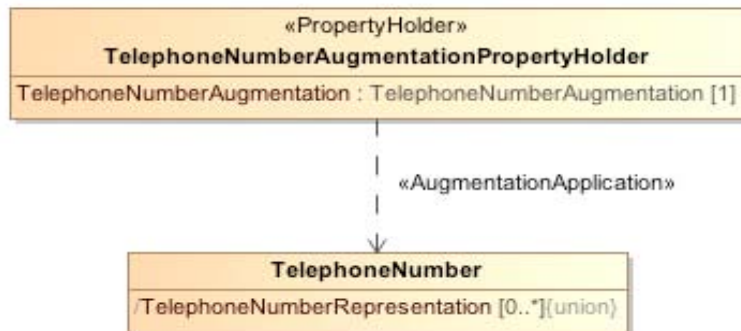 «PropertyHolder»
TelephoneNumberAugmentationPropertyHolder
TelephoneNumberAugmentation : TelephoneNumberAugmentation [1]
«AugmentationApplication»
TelephoneNumber
/TelephoneNumberRepresentation [0..*]{union}